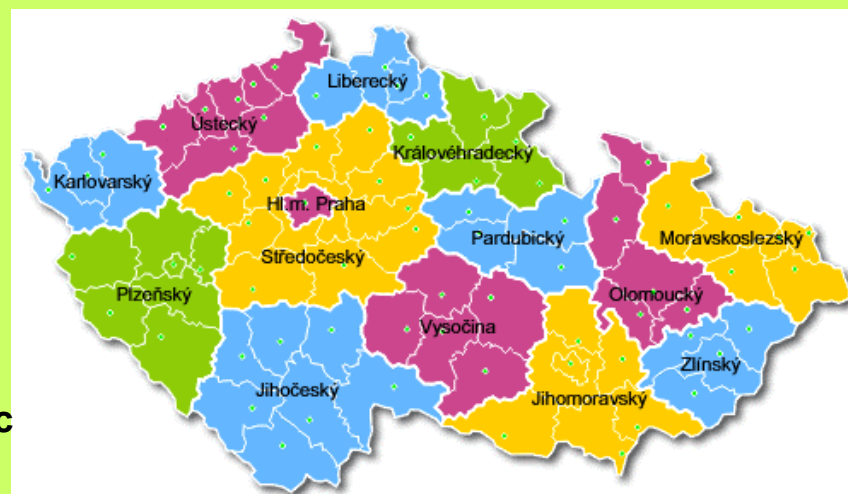 Liberecký
Ústecký
Královéhradecký
Karlovarský
Hl.m. Praha
Pardubický
Moravskoslezský
Středočeský
Plzeňský
Olomoucký
Vysočina
Zlínský
Jihočeský
Jihomoravský
c